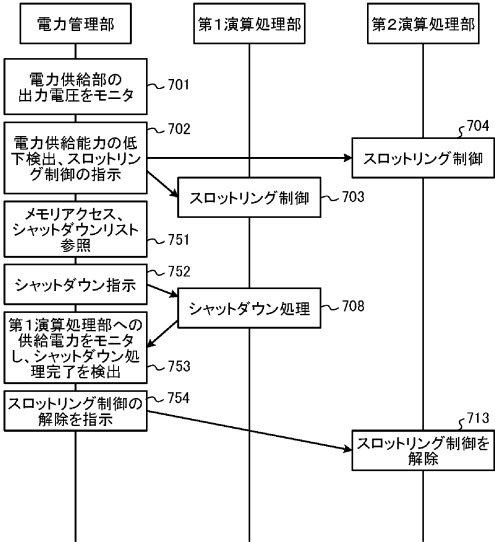 電力管理部
第1演算処理部
第2演算処理部
電力供給部の
出力電圧をモニタ
701
702
電力供給能力の低
下検出、スロットリン
グ制御の指示
704
スロットリング制御
スロットリング制御
703
メモリアクセス、
シャットダウンリスト
参照
751
752
シャットダウン指示
シャットダウン処理
708
第1演算処理部への
供給電力をモニタ
し、シャットダウン処
理完了を検出
753
754
スロットリング制御の
解除を指示
713
スロットリング制御を
解除